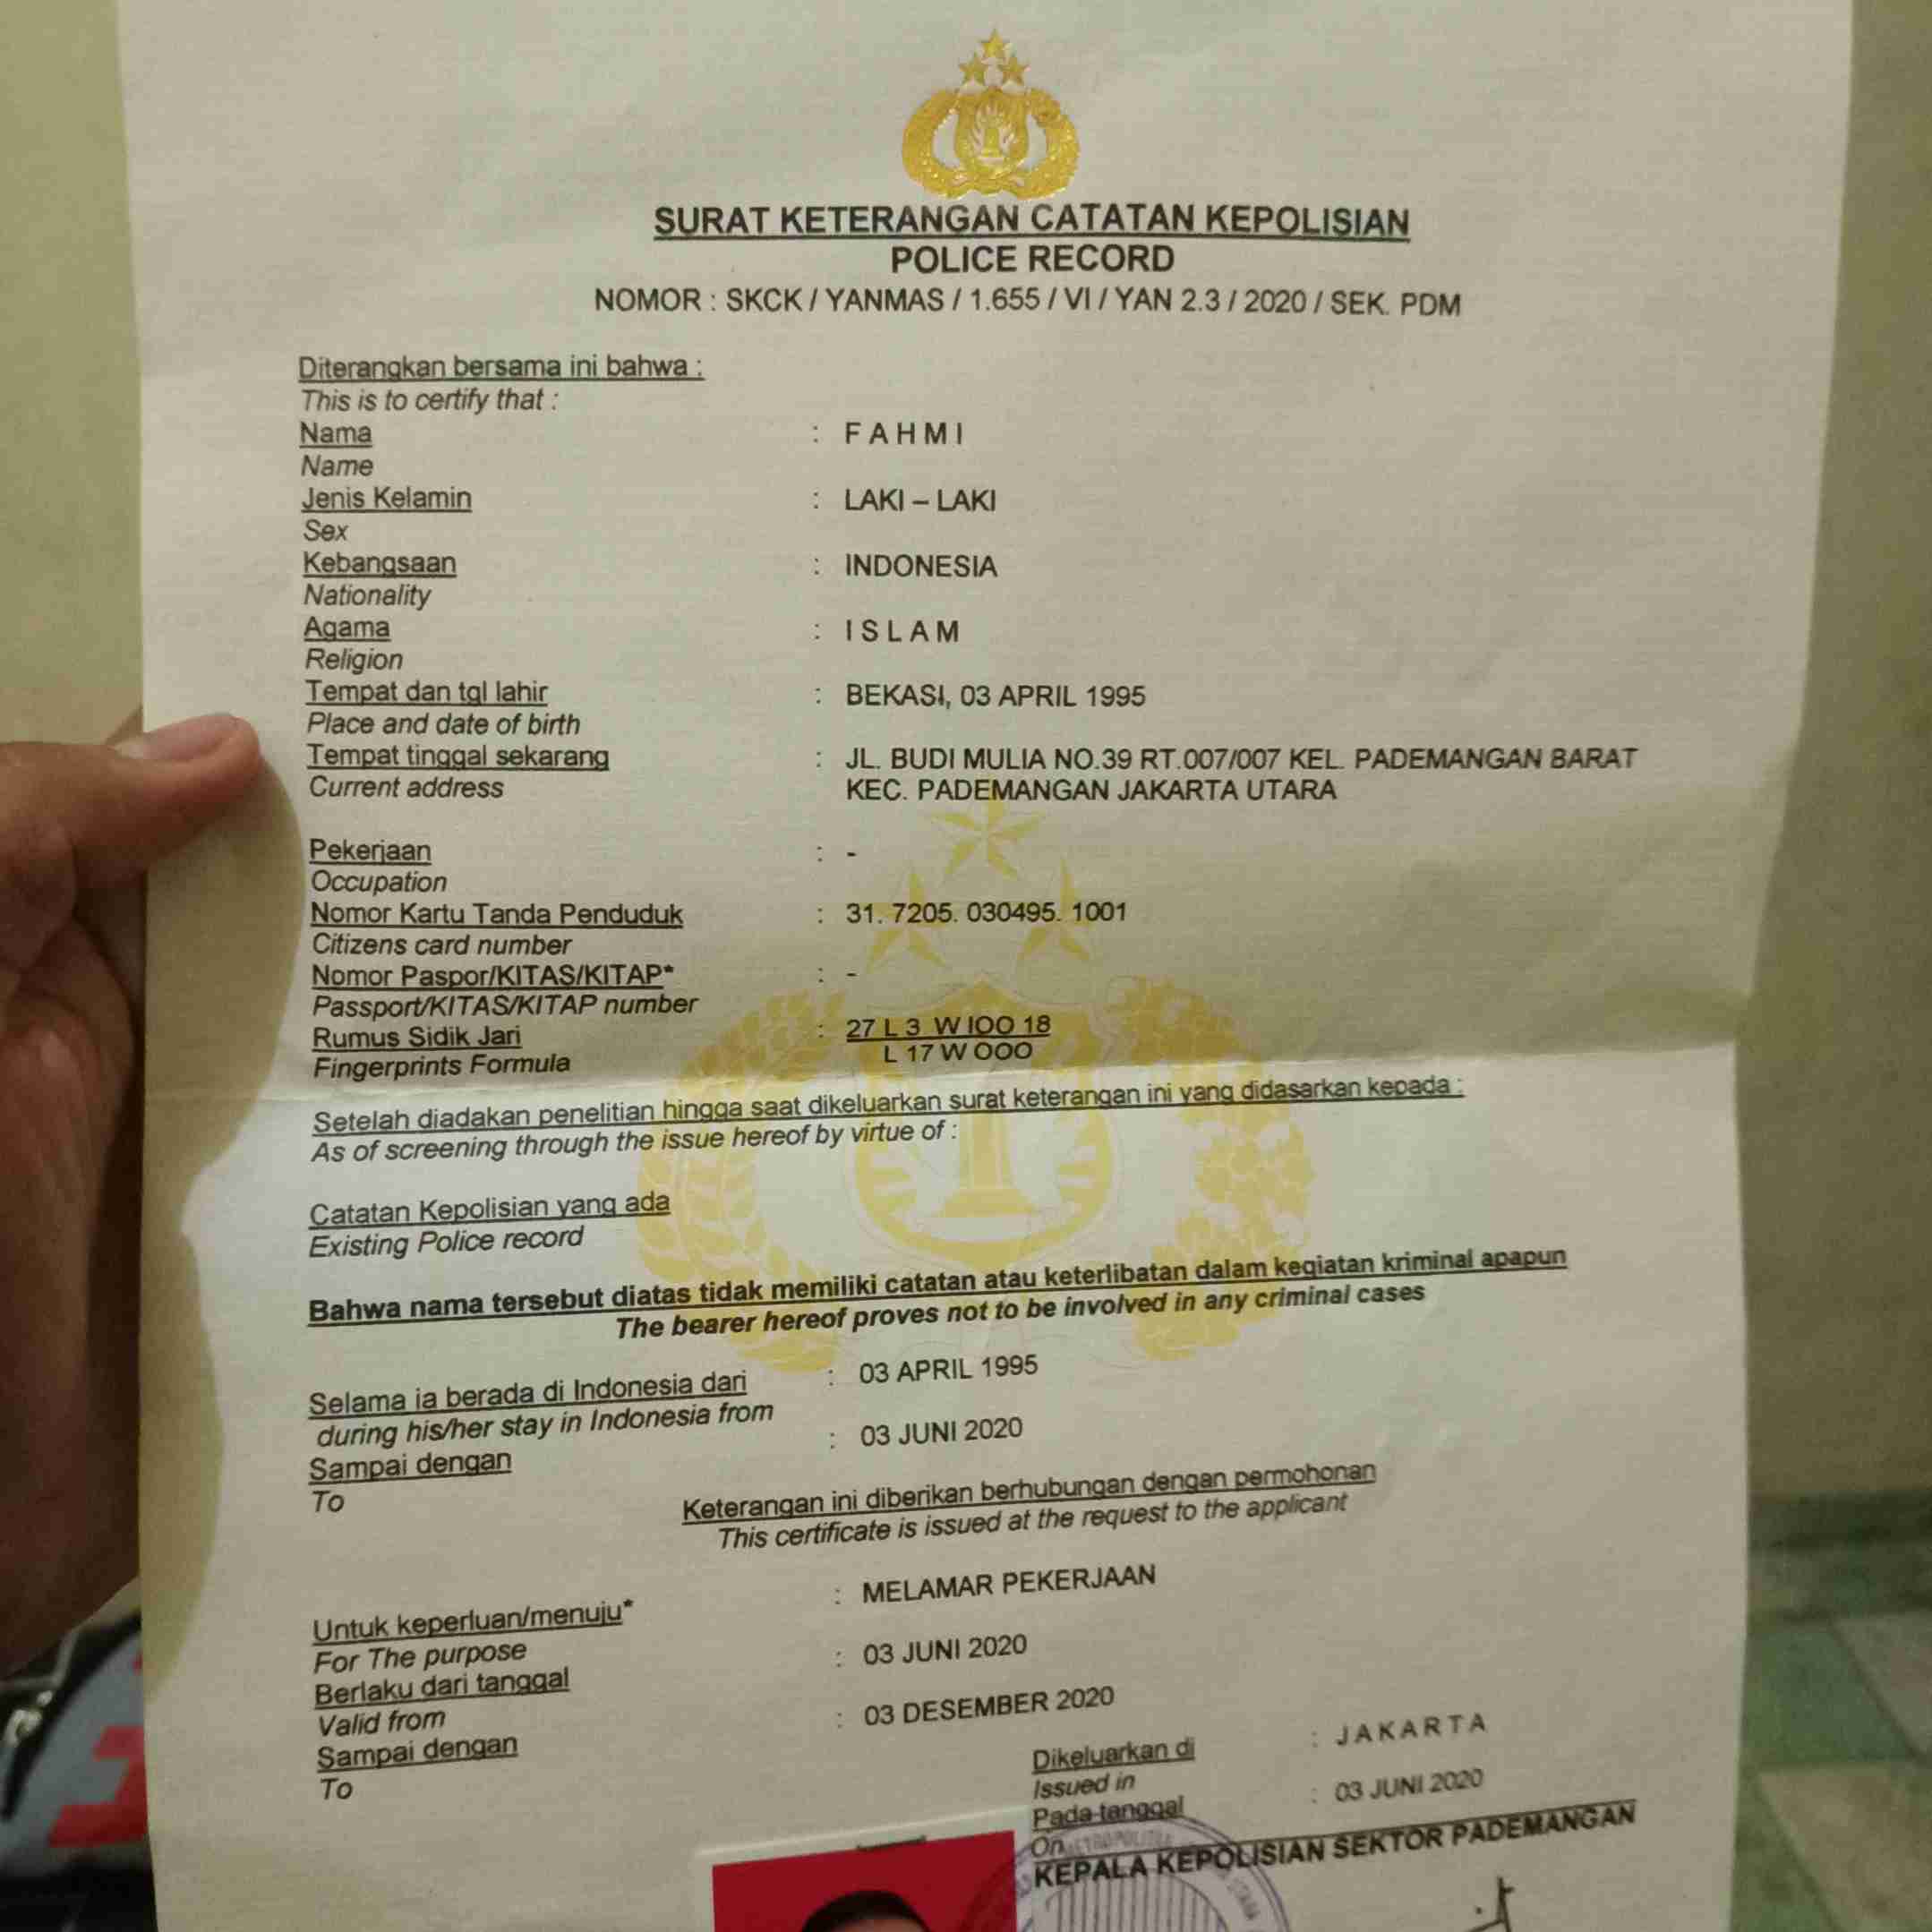 SURAT KETERANGAN CATATAN KEPOLISIAN
POLICE RECORD
NOMOR : SKCK / YANMAS / 1.655 / VI / YAN 2.3 / 2020 / SEK. PDM
Diterangkan bersama ini bahwa :
This is to certify that :
Nama : F A H M I
Name
Jenis Kelamin : LAKI – LAKI
Sex
Kebangsaan : INDONESIA
Nationality
Agama : I S L A M
Religion
Tempat dan tgl lahir : BEKASI, 03 APRIL 1995
Place and date of birth
Tempat tinggal sekarang : JL. BUDI MULIA NO.39 RT.007/007 KEL. PADEMANGAN BARAT
Current address KEC. PADEMANGAN JAKARTA UTARA
Pekerjaan : -
Occupation
Nomor Kartu Tanda Penduduk : 31. 7205. 030495. 1001
Citizens card number
Nomor Paspor/KITAS/KITAP* : -
Passport/KITAS/KITAP number
Rumus Sidik Jari : 27 L 3 W IOO 18
Fingerprints Formula L 17 W OOO
Setelah diadakan penelitian hingga saat dikeluarkan surat keterangan ini yang didasarkan kepada :
As of screening through the issue hereof by virtue of :
Catatan Kepolisian yang ada
Existing Police record
Bahwa nama tersebut diatas tidak memiliki catatan atau keterlibatan dalam kegiatan kriminal apapun
The bearer hereof proves not to be involved in any criminal cases
Selama ia berada di Indonesia dari : 03 APRIL 1995
during his/her stay in Indonesia from
Sampai dengan : 03 JUNI 2020
To
Keterangan ini diberikan berhubungan dengan permohonan
This certificate is issued at the request to the applicant
Untuk keperluan/menuju* : MELAMAR PEKERJAAN
For The purpose
Berlaku dari tanggal : 03 JUNI 2020
Valid from
Sampai dengan : 03 DESEMBER 2020
To
Dikeluarkan di : JAKARTA
Issued in
Pada tanggal : 03 JUNI 2020
On
KEPALA KEPOLISIAN SEKTOR PADEMANGAN